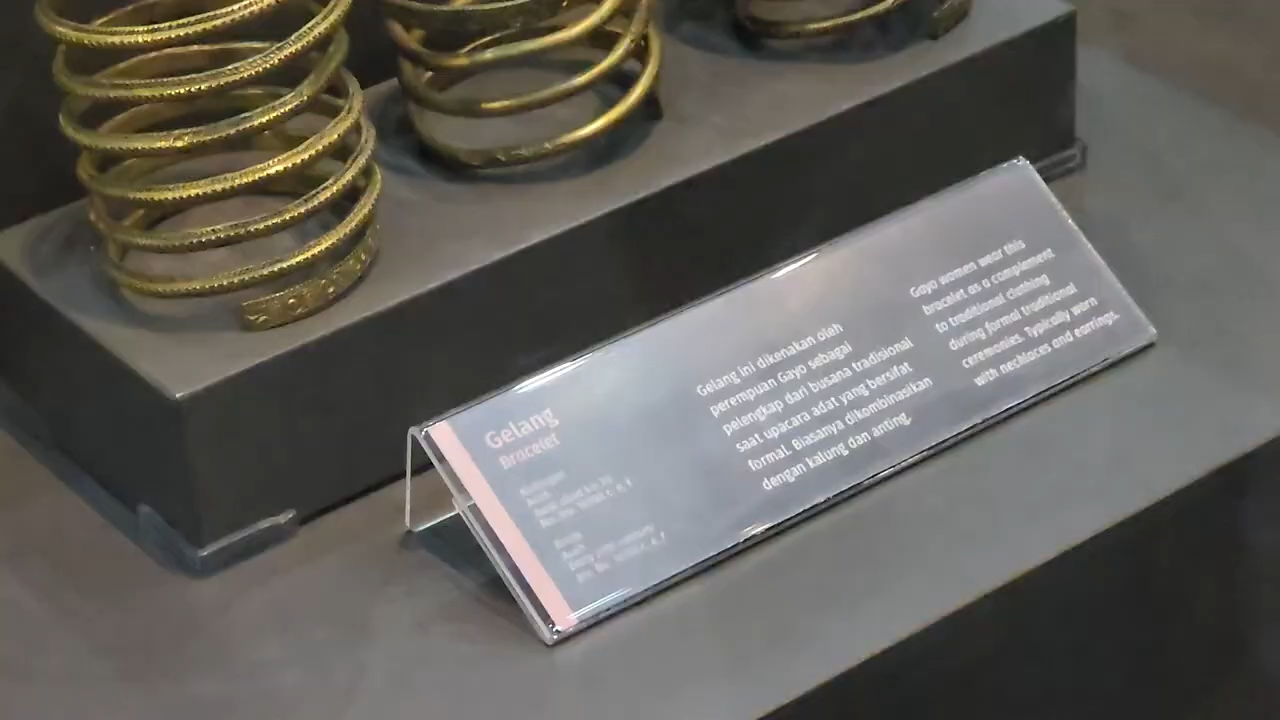 Gelang
Bracelet
Gelang ini dikenakan oleh
perempuan Gayo sebagai
pelengkap dari busana tradisional
saat upacara adat yang bersifat
formal. Biasanya dikombinasikan
dengan kalung dan anting.
Gayo women wear this
bracelet as a complement
to traditional clothing
during formal traditional
ceremonies. Typically worn
with necklaces and earrings.